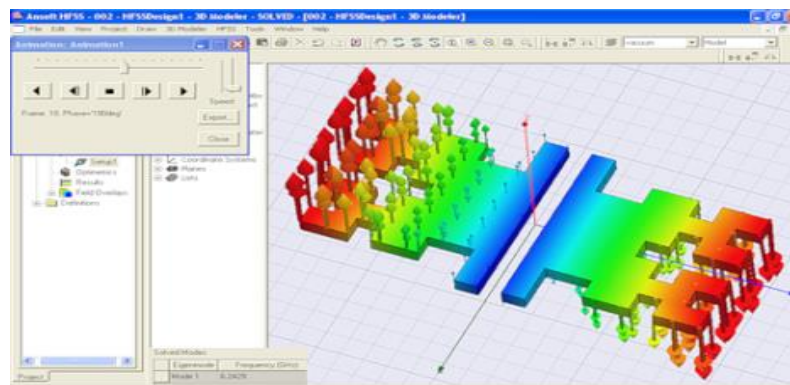 Ansoft HFSS - 002 - HFSSDesign1 - 3D Modeler - SOLVED - [002 - HFSSDesign1 - 3D Modeler]
File Edit View Project Draw 3D Modeler HFSS Tools Window Help
Animation: Animation1
vacuum
Model
Speed
Frame: 10, Phase='180deg'
Export...
Close
Setup1
Optimetrics
Results
Field Overlays
Definitions
Coordinate Systems
Planes
Lists
Solved Modes
Eigenmode Frequency (GHz)
Mode 1
Project